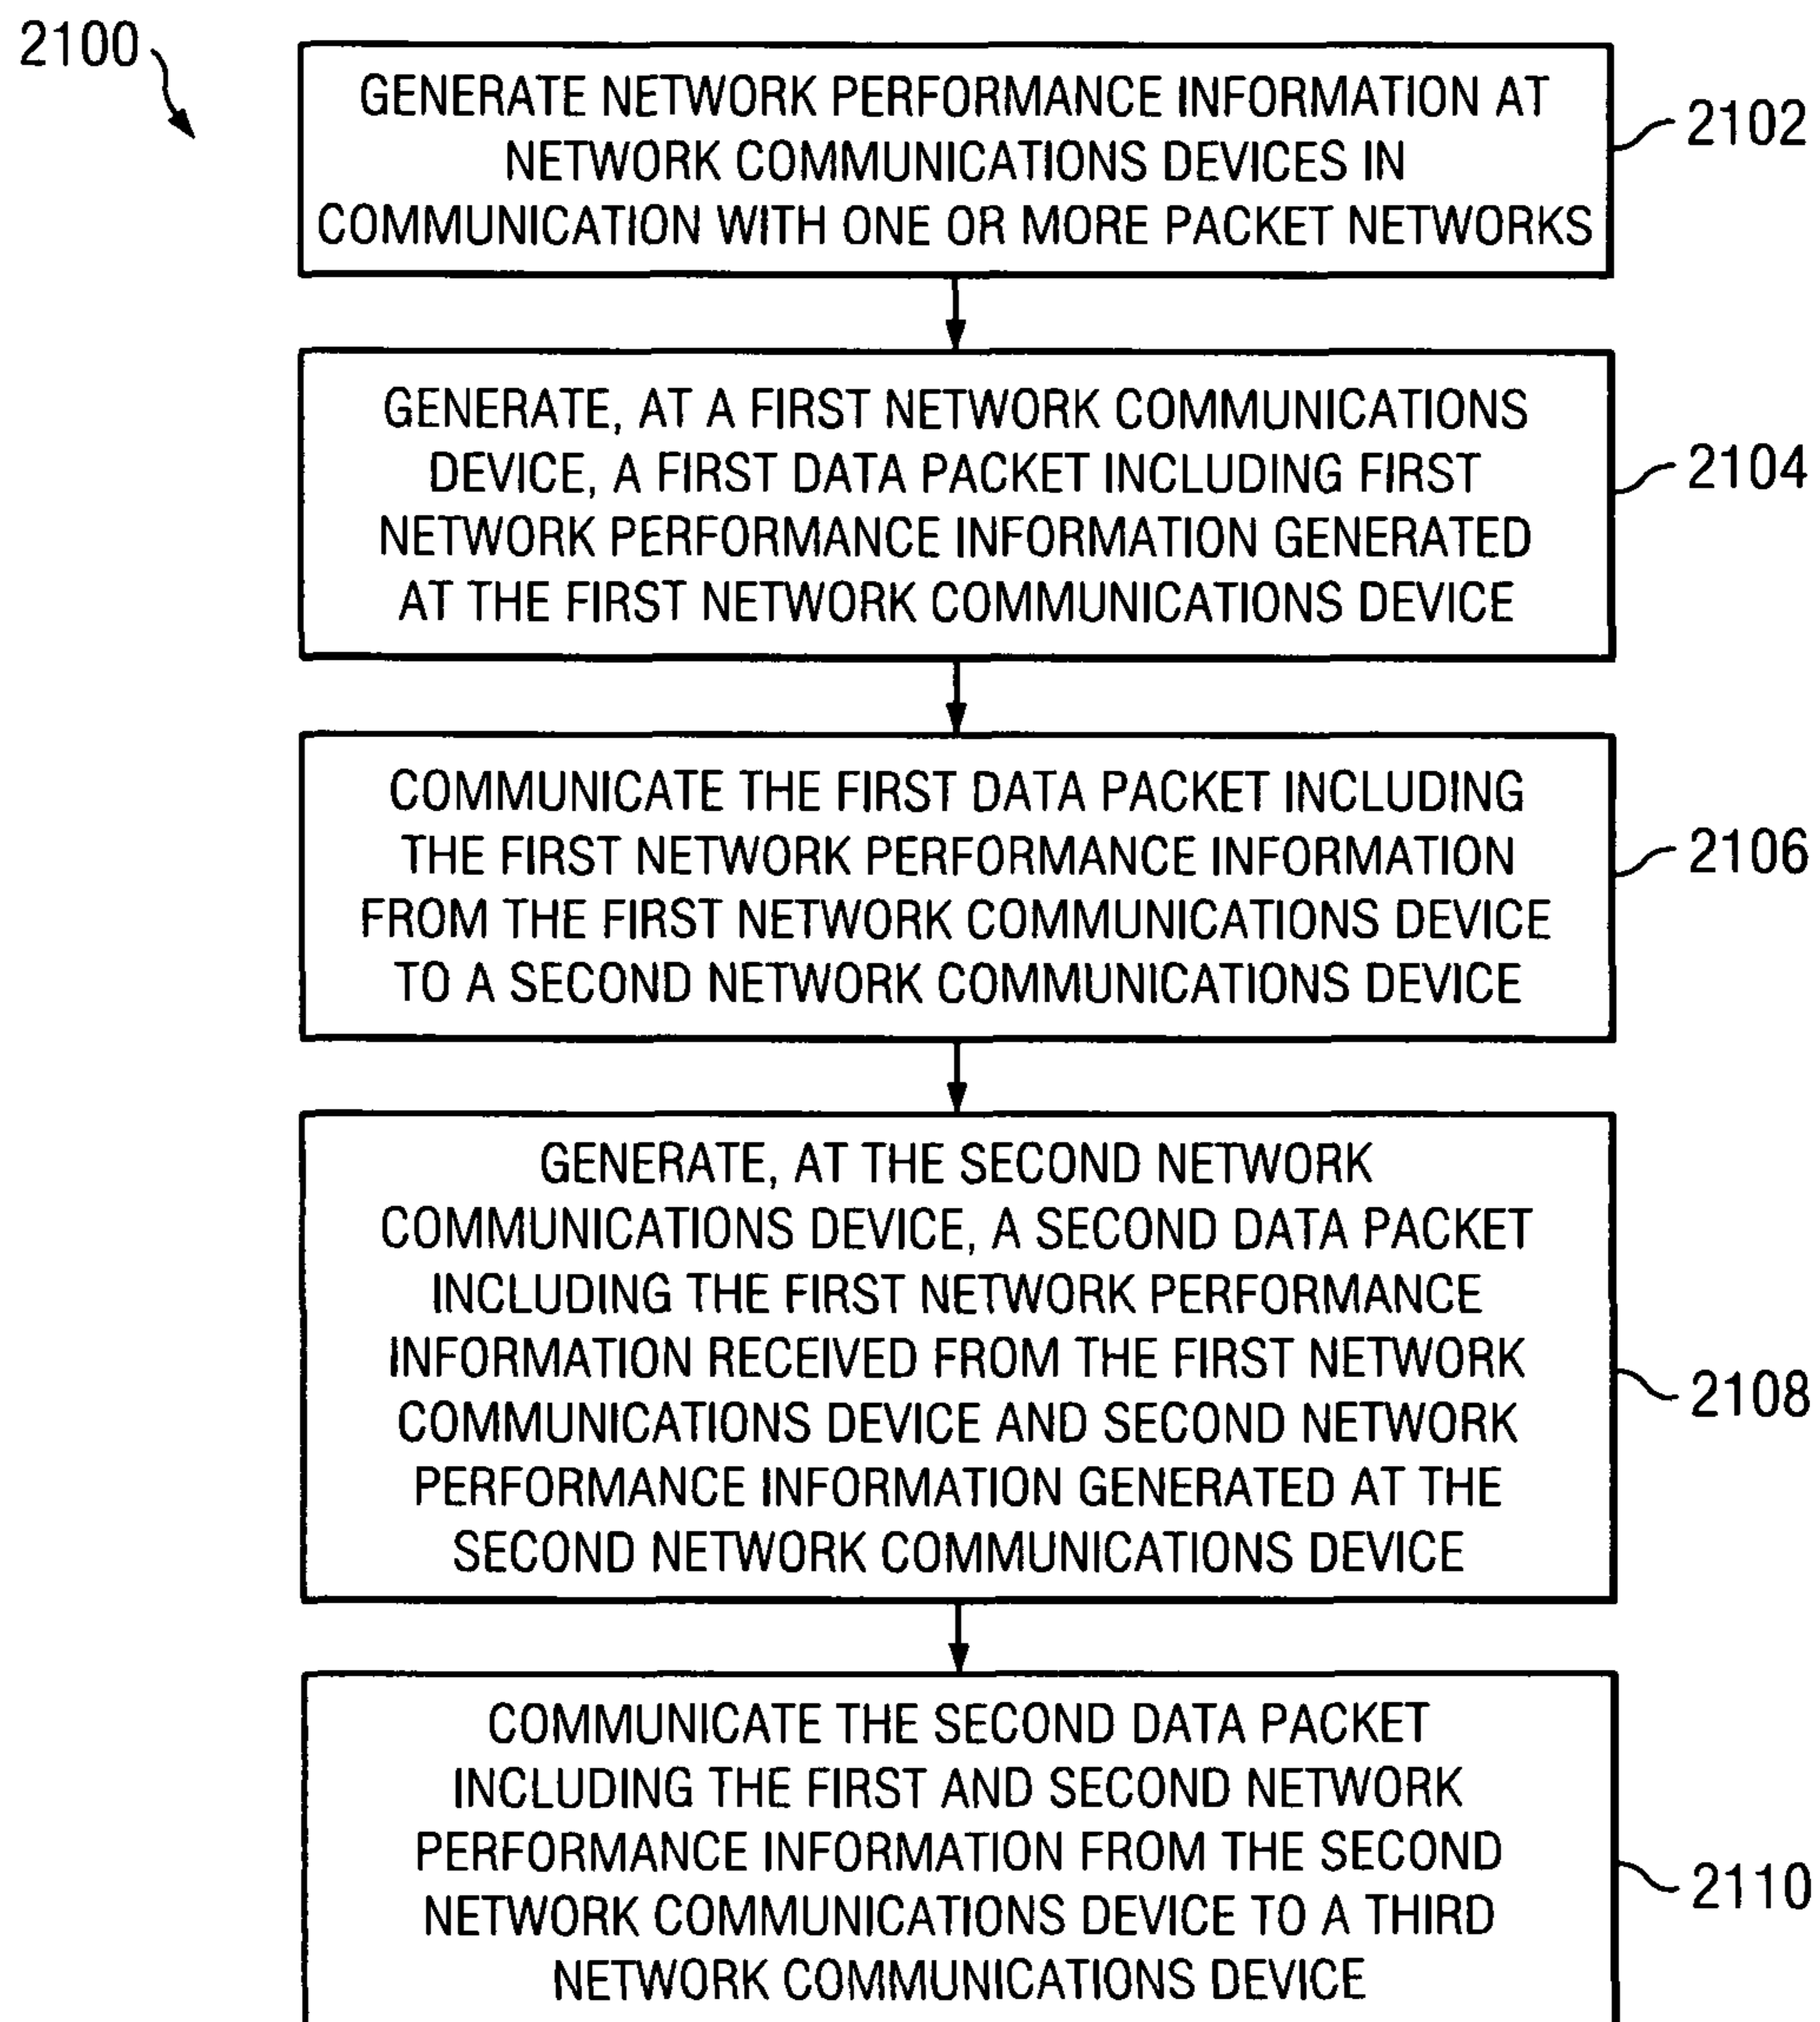 2100
GENERATE NETWORK PERFORMANCE INFORMATION AT
NETWORK COMMUNICATIONS DEVICES IN
COMMUNICATION WITH ONE OR MORE PACKET NETWORKS
2102
GENERATE, AT A FIRST NETWORK COMMUNICATIONS
DEVICE, A FIRST DATA PACKET INCLUDING FIRST
NETWORK PERFORMANCE INFORMATION GENERATED
AT THE FIRST NETWORK COMMUNICATIONS DEVICE
2104
COMMUNICATE THE FIRST DATA PACKET INCLUDING
THE FIRST NETWORK PERFORMANCE INFORMATION
FROM THE FIRST NETWORK COMMUNICATIONS DEVICE
TO A SECOND NETWORK COMMUNICATIONS DEVICE
2106
GENERATE, AT THE SECOND NETWORK
COMMUNICATIONS DEVICE, A SECOND DATA PACKET
INCLUDING THE FIRST NETWORK PERFORMANCE
INFORMATION RECEIVED FROM THE FIRST NETWORK
COMMUNICATIONS DEVICE AND SECOND NETWORK
PERFORMANCE INFORMATION GENERATED AT THE
SECOND NETWORK COMMUNICATIONS DEVICE
2108
COMMUNICATE THE SECOND DATA PACKET
INCLUDING THE FIRST AND SECOND NETWORK
PERFORMANCE INFORMATION FROM THE SECOND
NETWORK COMMUNICATIONS DEVICE TO A THIRD
NETWORK COMMUNICATIONS DEVICE
2110